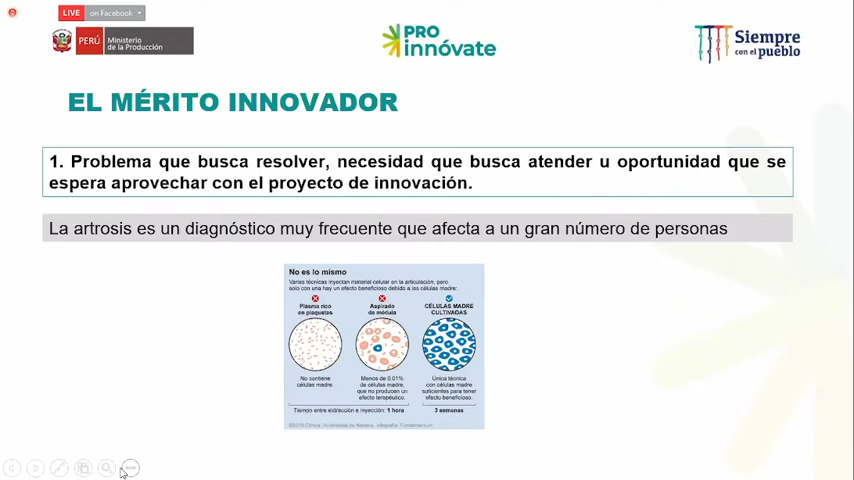 LIVE on Facebook
PERÚ Ministerio
de la Producción
PRO
innóvate
Siempre
con el pueblo
EL MÉRITO INNOVADOR
1. Problema que busca resolver, necesidad que busca atender u oportunidad que se
espera aprovechar con el proyecto de innovación.
La artrosis es un diagnóstico muy frecuente que afecta a un gran número de personas
No es lo mismo
Varias técnicas inyectan material celular en la articulación, pero
solo con una hay un efecto beneficioso debido a las células madre:
Plasma rico
en plaquetas
Aspirado
de médula
CÉLULAS MADRE
CULTIVADAS
No contiene
células madre.
Menos de 0,01%
de células madre,
que no producen un
efecto terapéutico.
Única técnica
con células madre
suficientes para tener
efecto beneficioso.
Tiempo entre extracción e inyección: 1 hora
3 semanas